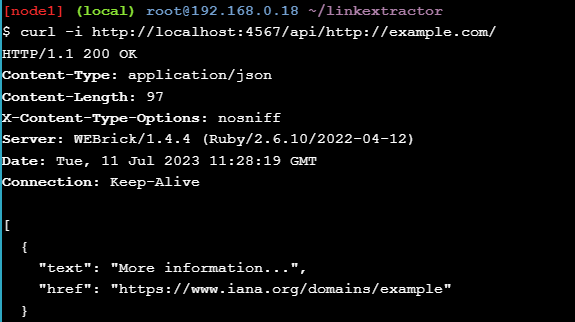 [node1] (local) root@192.168.0.18 ~/linkextractor
$ curl -i http://localhost:4567/api/http://example.com/
HTTP/1.1 200 OK
Content-Type: application/json
Content-Length: 97
X-Content-Type-Options: nosniff
Server: WEBrick/1.4.4 (Ruby/2.6.10/2022-04-12)
Date: Tue, 11 Jul 2023 11:28:19 GMT
Connection: Keep-Alive

[
  {
    "text": "More information...",
    "href": "https://www.iana.org/domains/example"
  }